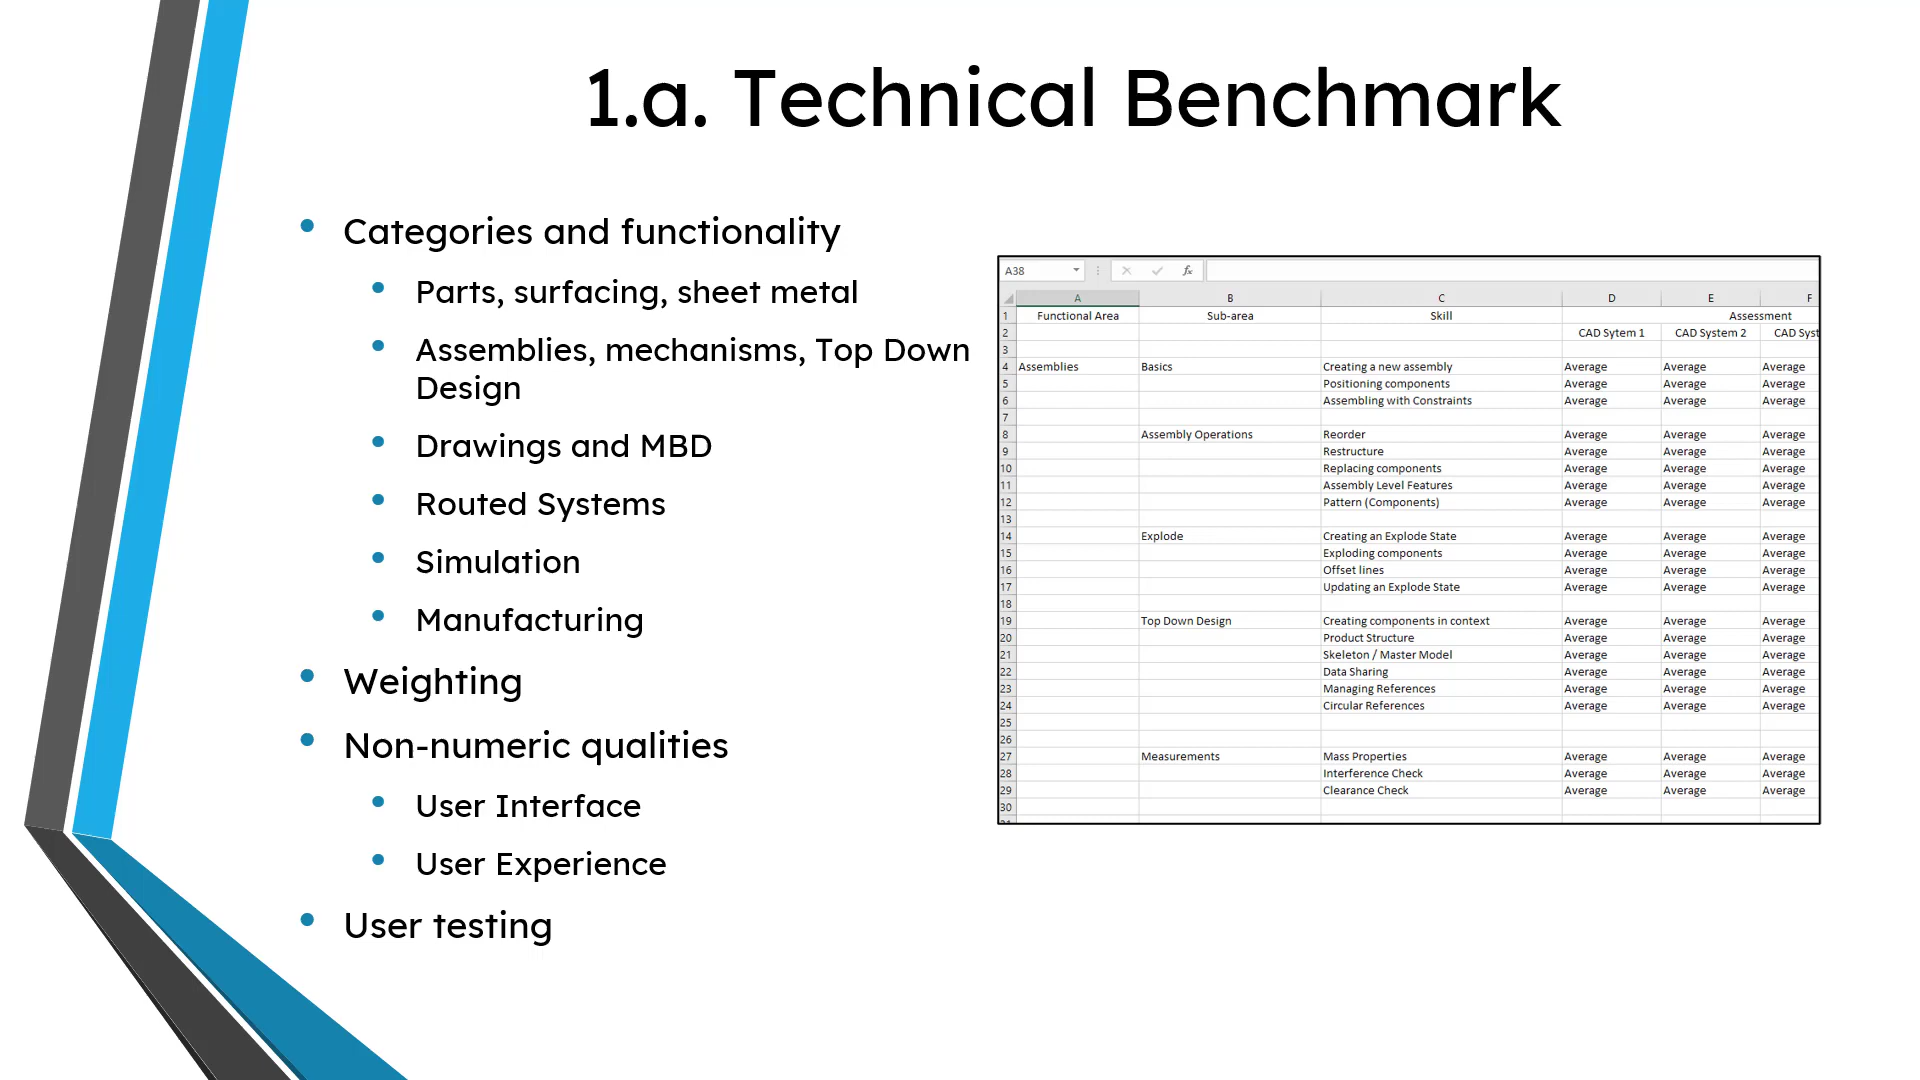 1.a. Technical Benchmark
Categories and functionality
Parts, surfacing, sheet metal
Assemblies, mechanisms, Top Down
Design
Drawings and MBD
Routed Systems
Simulation
Manufacturing
Weighting
Non-numeric qualities
User Interface
User Experience
User testing
A38 fx
A B C D E F
1 Functional Area Sub-area Skill Assessment
2 CAD Sytem 1 CAD System 2 CAD Syst
3
4 Assemblies Basics Creating a new assembly Average Average Average
5 Positioning components Average Average Average
6 Assembling with Constraints Average Average Average
7
8 Assembly Operations Reorder Average Average Average
9 Restructure Average Average Average
10 Replacing components Average Average Average
11 Assembly Level Features Average Average Average
12 Pattern (Components) Average Average Average
13
14 Explode Creating an Explode State Average Average Average
15 Exploding components Average Average Average
16 Offset lines Average Average Average
17 Updating an Explode State Average Average Average
18
19 Top Down Design Creating components in context Average Average Average
20 Product Structure Average Average Average
21 Skeleton / Master Model Average Average Average
22 Data Sharing Average Average Average
23 Managing References Average Average Average
24 Circular References Average Average Average
25
26
27 Measurements Mass Properties Average Average Average
28 Interference Check Average Average Average
29 Clearance Check Average Average Average
30